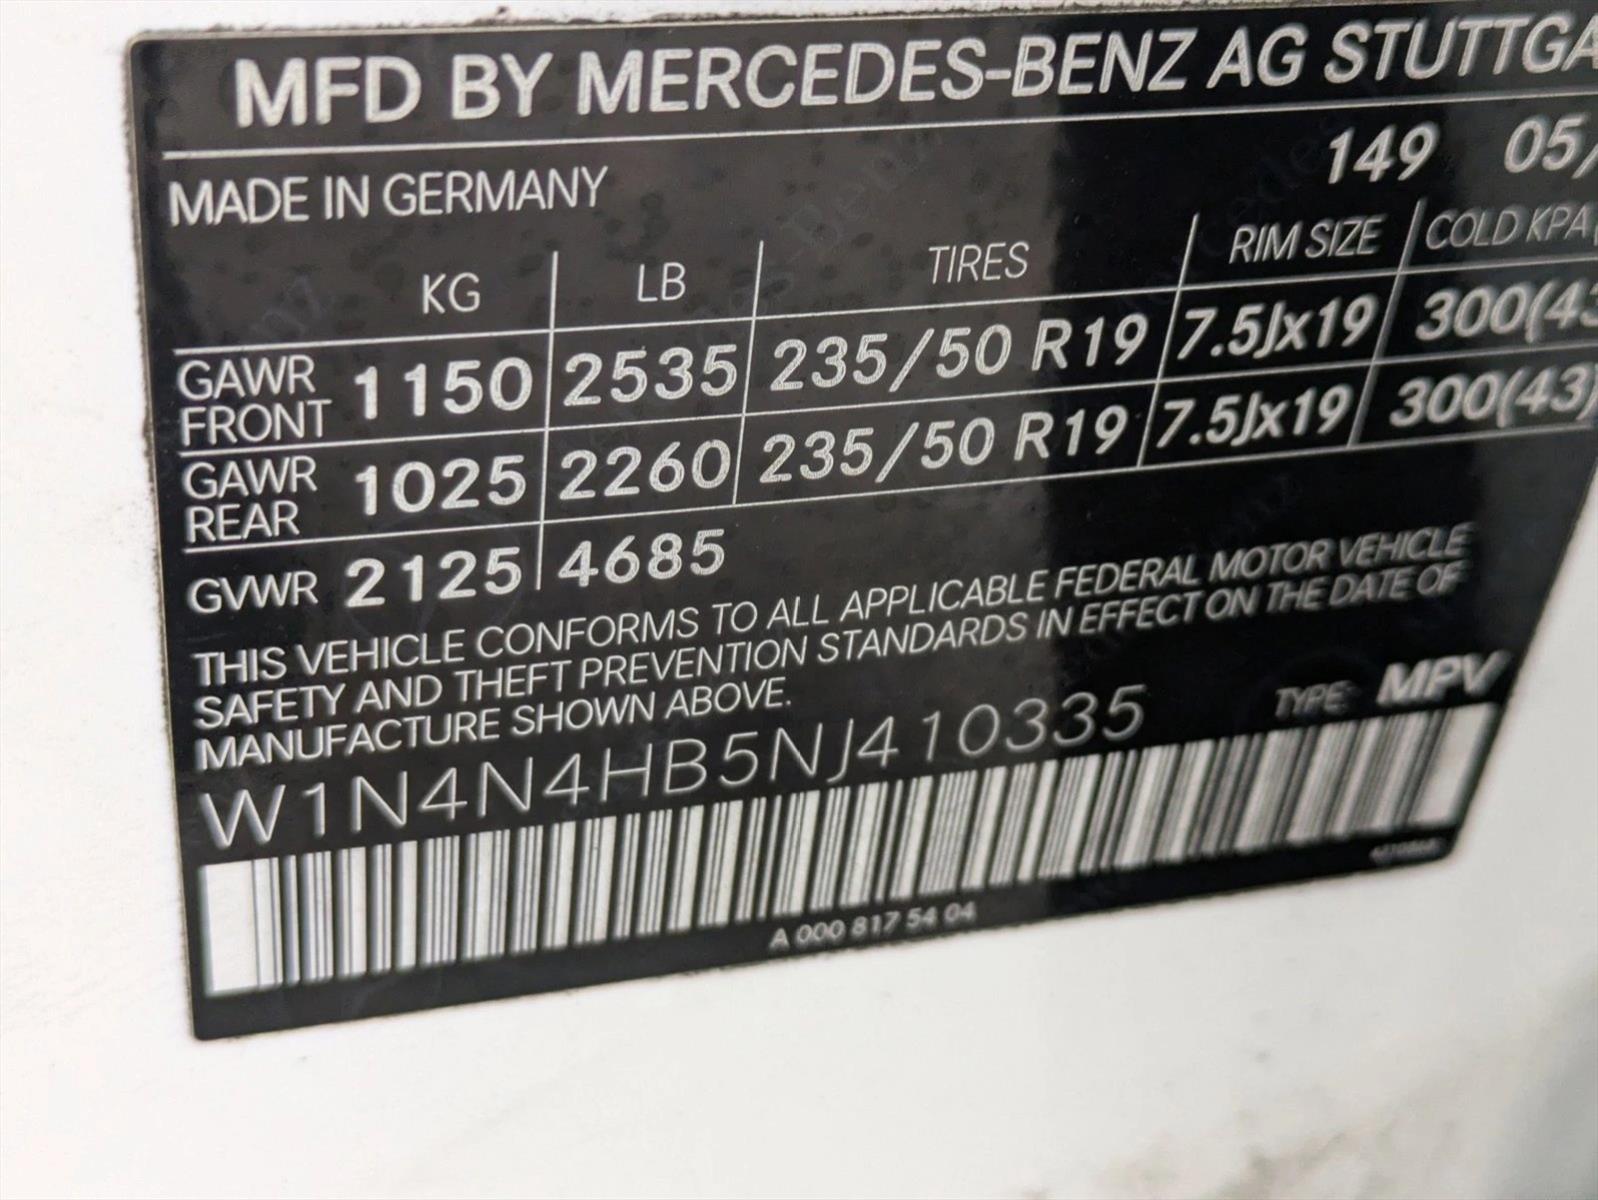 MFD BY MERCEDES-BENZ AG STUTTGA
149 05/
MADE IN GERMANY
KG LB TIRES RIM SIZE COLD KPA(
GAWR FRONT 1150 2535 235/50 R19 7.5Jx19 300(43
GAWR REAR 1025 2260 235/50 R19 7.5Jx19 300(43)
GVWR 2125 4685
THIS VEHICLE CONFORMS TO ALL APPLICABLE FEDERAL MOTOR VEHICLE
SAFETY AND THEFT PREVENTION STANDARDS IN EFFECT ON THE DATE OF
MANUFACTURE SHOWN ABOVE.
TYPE: MPV
W1N4N4HB5NJ410335
A 000 817 54 04